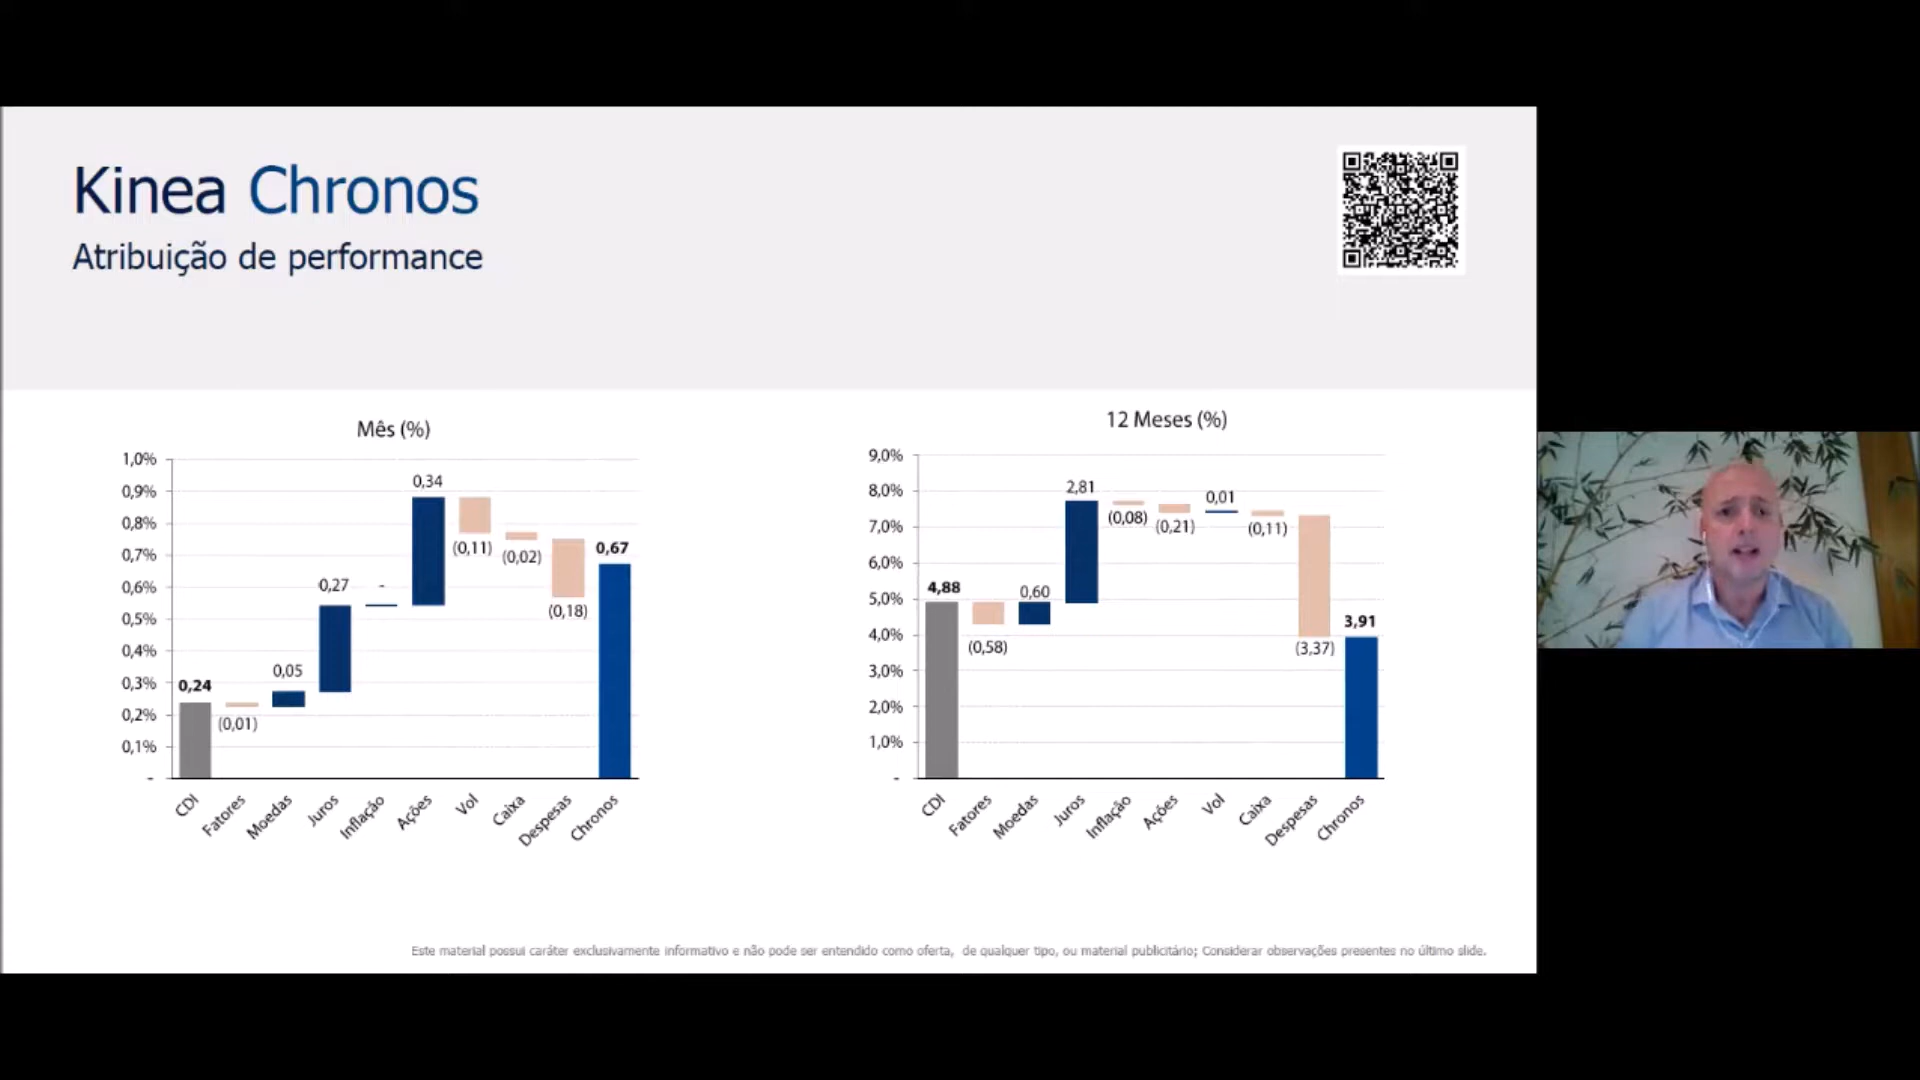 Kinea Chronos
Atribuição de performance
Mês (%)
1,0%
0,9%
0,8%
0,7%
0,6%
0,5%
0,4%
0,3%
0,2%
0,1%
-
0,24
(0,01)
0,05
0,27
-
0,34
(0,11)
(0,02)
(0,18)
0,67
CDI
Fatores
Moedas
Juros
Inflação
Ações
Vol
Caixa
Despesas
Chronos
12 Meses (%)
9,0%
8,0%
7,0%
6,0%
5,0%
4,0%
3,0%
2,0%
1,0%
-
4,88
(0,58)
0,60
2,81
(0,08)
(0,21)
0,01
(0,11)
(3,37)
3,91
CDI
Fatores
Moedas
Juros
Inflação
Ações
Vol
Caixa
Despesas
Chronos
Este material possui caráter exclusivamente informativo e não pode ser entendido como oferta, de qualquer tipo, ou material publicitário; Considerar observações presentes no último slide.